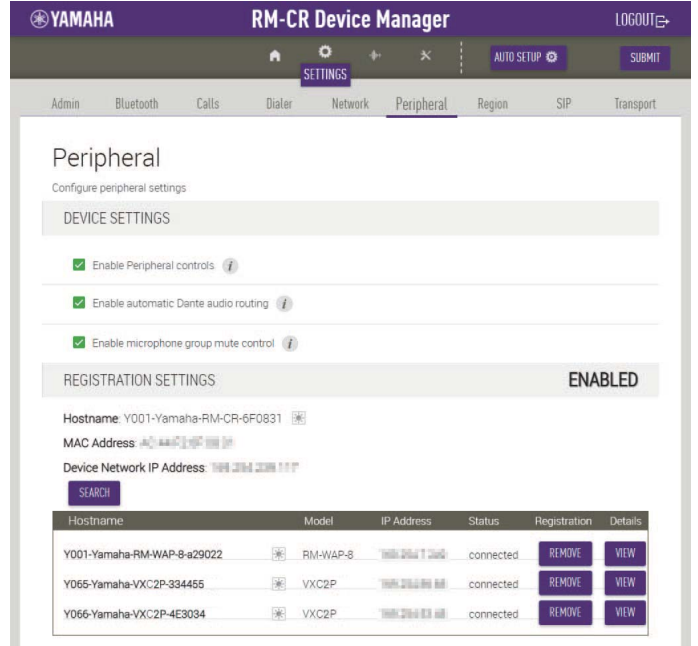 YAMAHA RM-CR Device Manager LOGOUT
AUTO SETUP SUBMIT
SETTINGS
Admin Bluetooth Calls Dialer Network Peripheral Region SIP Transport
Peripheral
Configure peripheral settings
DEVICE SETTINGS
Enable Peripheral controls i
Enable automatic Dante audio routing i
Enable microphone group mute control i
REGISTRATION SETTINGS ENABLED
Hostname: Y001-Yamaha-RM-CR-6F0831
MAC Address:
Device Network IP Address:
SEARCH
Hostname Model IP Address Status Registration Details
Y001-Yamaha-RM-WAP-8-a29022 RM-WAP-8 connected REMOVE VIEW
Y065-Yamaha-VXC2P-334455 VXC2P connected REMOVE VIEW
Y066-Yamaha-VXC2P-4E3034 VXC2P connected REMOVE VIEW